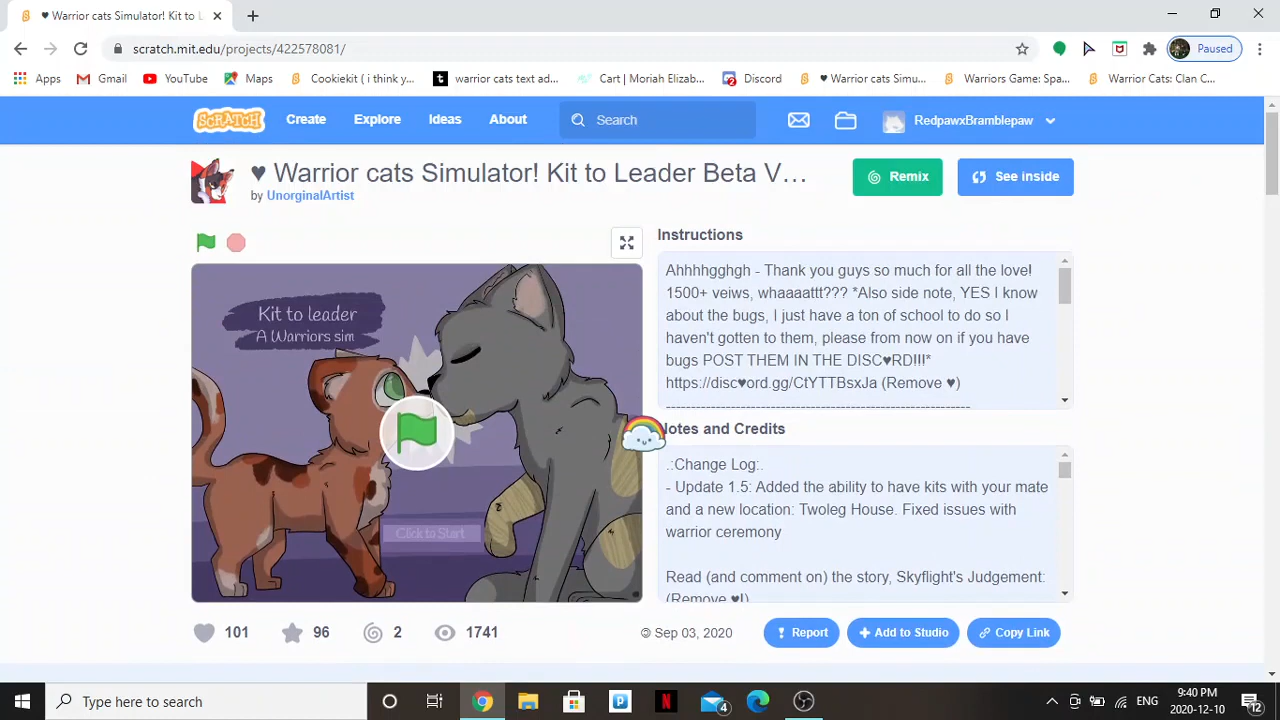 ♥ Warrior cats Simulator! Kit to L
scratch.mit.edu/projects/422578081/
Paused
Apps
Gmail
YouTube
Maps
Cookiekit ( i think y...
t warrior cats text ad...
Cart | Moriah Elizab...
Discord
♥ Warrior cats Simu...
Warriors Game: Spa...
Warrior Cats: Clan C...
SCRATCH
Create
Explore
Ideas
About
Search
RedpawxBramblepaw
♥ Warrior cats Simulator! Kit to Leader Beta V...
by UnorginalArtist
Remix
See inside
Kit to leader
A Warriors sim
Click to Start
Instructions
Ahhhhgghgh - Thank you guys so much for all the love!
1500+ veiws, whaaaattt??? *Also side note, YES I know
about the bugs, I just have a ton of school to do so I
haven't gotten to them, please from now on if you have
bugs POST THEM IN THE DISC♥RD!!!*
https://disc♥ord.gg/CtYTTBsxJa (Remove ♥)
----------------------------------------------------------------------
Notes and Credits
.:Change Log:.
- Update 1.5: Added the ability to have kits with your mate
and a new location: Twoleg House. Fixed issues with
warrior ceremony
Read (and comment on) the story, Skyflight's Judgement:
(Remove ♥!)
101
96
2
1741
© Sep 03, 2020
Report
Add to Studio
Copy Link
Type here to search
4
ENG
9:40 PM
2020-12-10
12